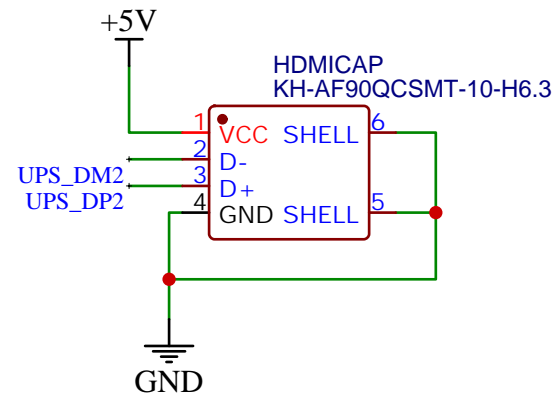 +5V
HDMICAP
KH-AF90QCSMT-10-H6.3
1 VCC SHELL 6
2 D-
UPS_DM2
3 D+
UPS_DP2
4 GND SHELL 5
GND